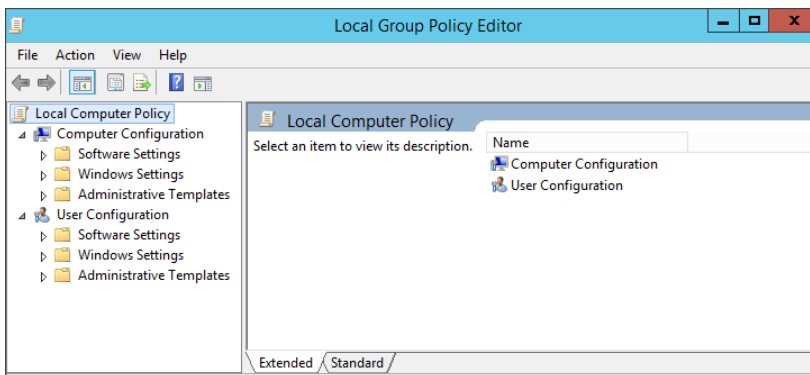 Local Group Policy Editor
x
File Action View Help
?
Local Computer Policy
Computer Configuration
Software Settings
Windows Settings
Administrative Templates
User Configuration
Software Settings
Windows Settings
Administrative Templates
Local Computer Policy
Select an item to view its description.
Name
Computer Configuration
User Configuration
Extended Standard